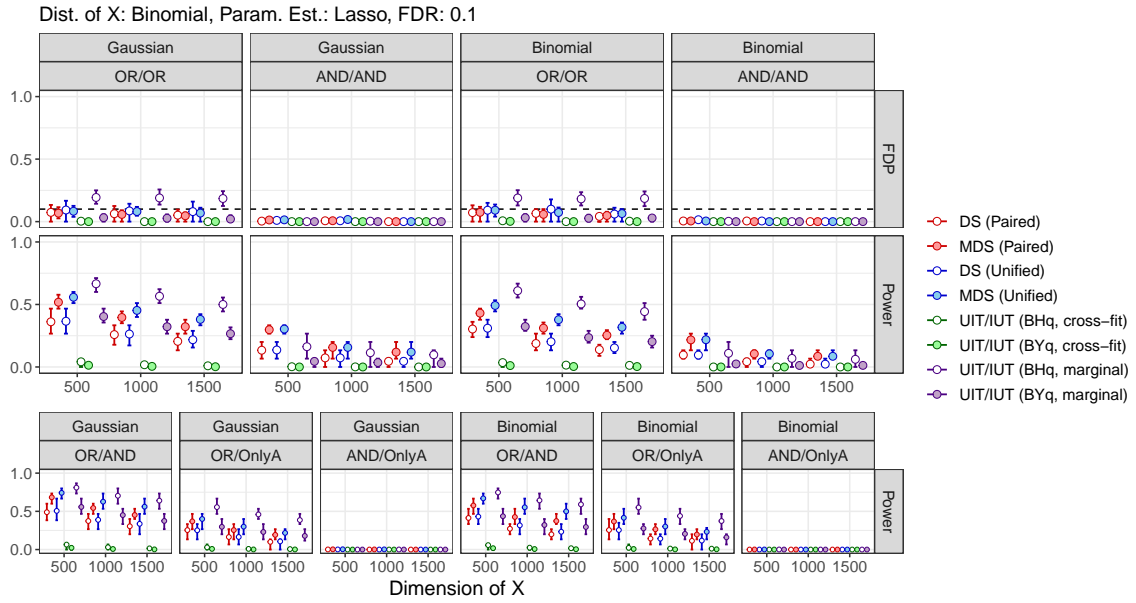 Dist. of X: Binomial, Param. Est.: Lasso, FDR: 0.1
Gaussian Gaussian Binomial Binomial
OR/OR AND/AND OR/OR AND/AND
1.0
0.5
0.0
FDP
1.0
0.5
0.0
Power
500 1000 1500 500 1000 1500 500 1000 1500 500 1000 1500
DS (Paired)
MDS (Paired)
DS (Unified)
MDS (Unified)
UIT/IUT (BHq, cross−fit)
UIT/IUT (BYq, cross−fit)
UIT/IUT (BHq, marginal)
UIT/IUT (BYq, marginal)
Gaussian Gaussian Gaussian Binomial Binomial Binomial
OR/AND OR/OnlyA AND/OnlyA OR/AND OR/OnlyA AND/OnlyA
1.0
0.5
0.0
Power
500 1000 1500 500 1000 1500 500 1000 1500 500 1000 1500 500 1000 1500 500 1000 1500
Dimension of X